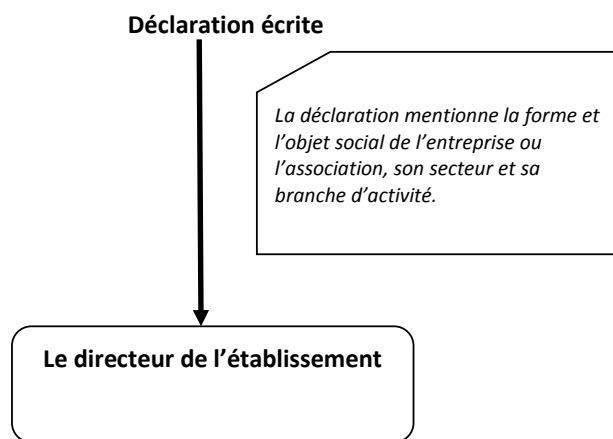 Déclaration écrite
La déclaration mentionne la forme et
l’objet social de l’entreprise ou
l’association, son secteur et sa
branche d’activité.
Le directeur de l’établissement